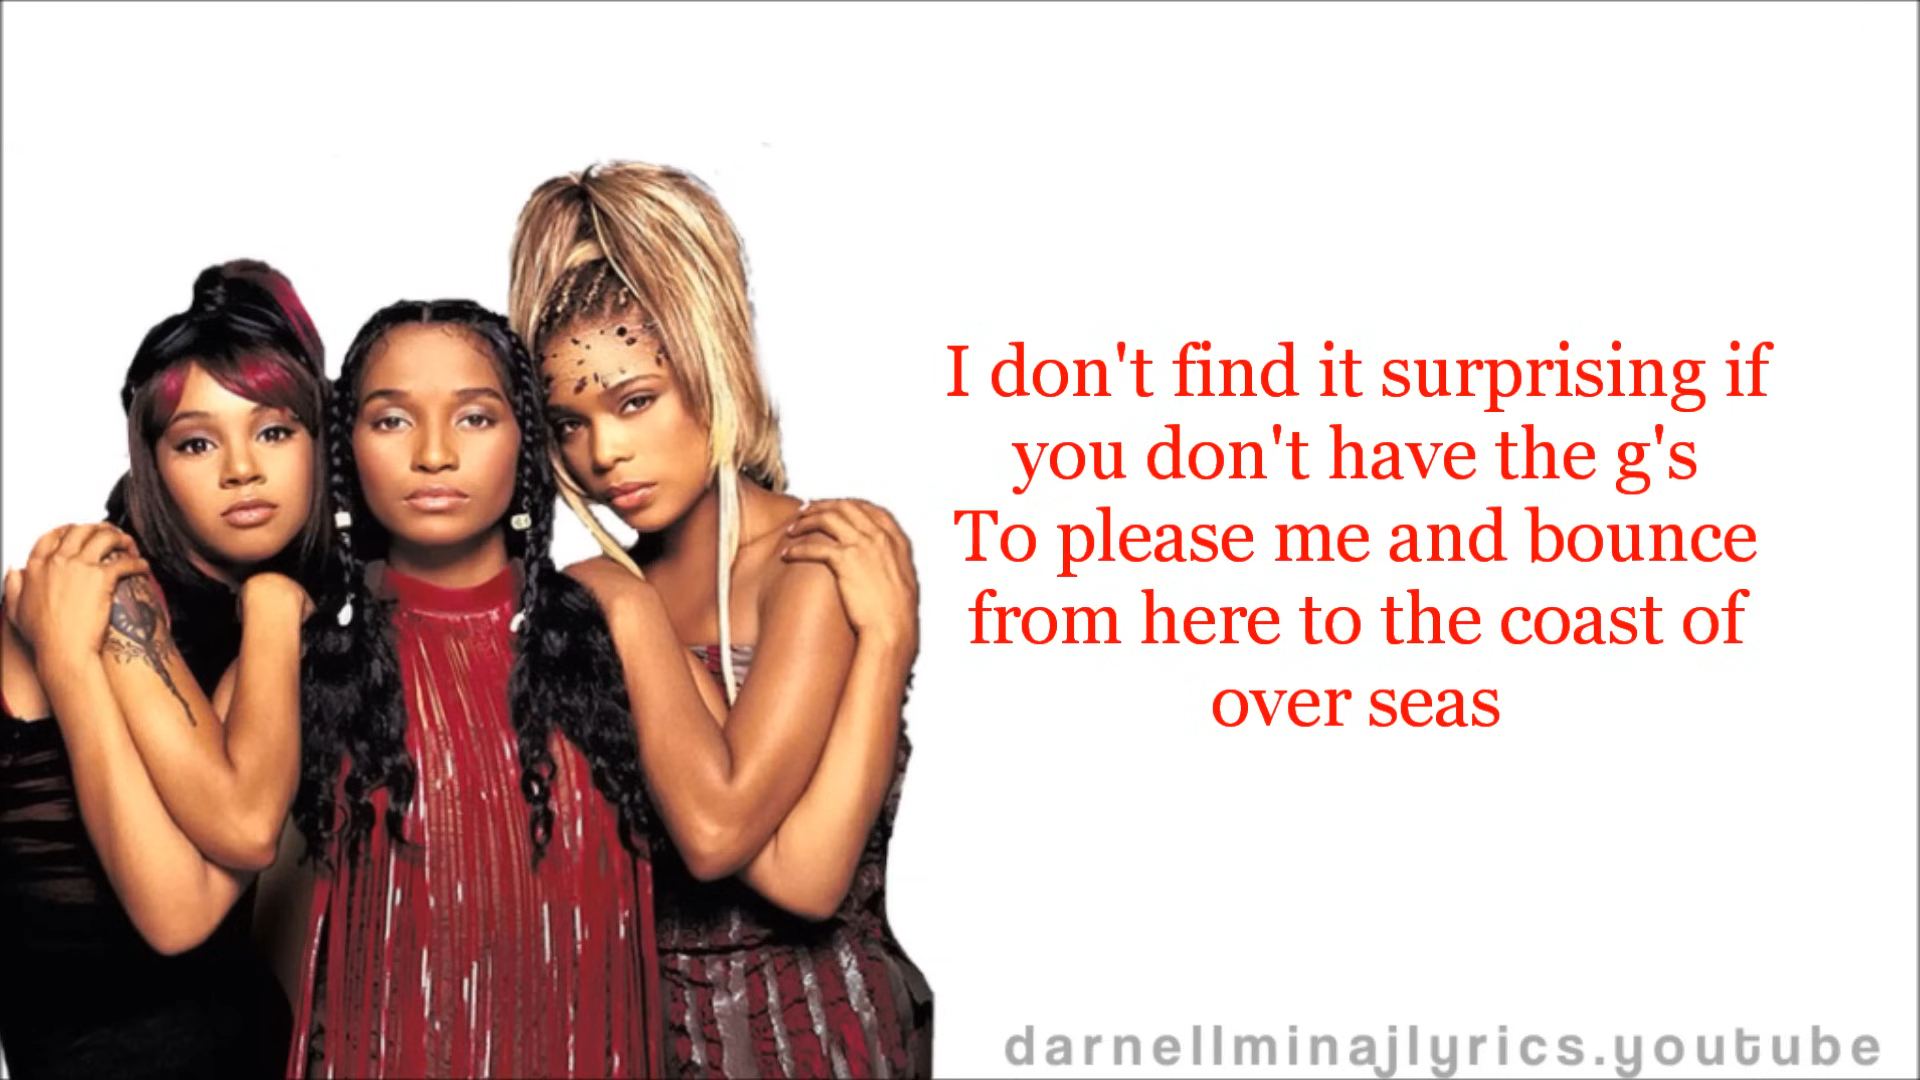 I don't find it surprising if
you don't have the g's
To please me and bounce
from here to the coast of
over seas
darnellminajlyrics.youtube